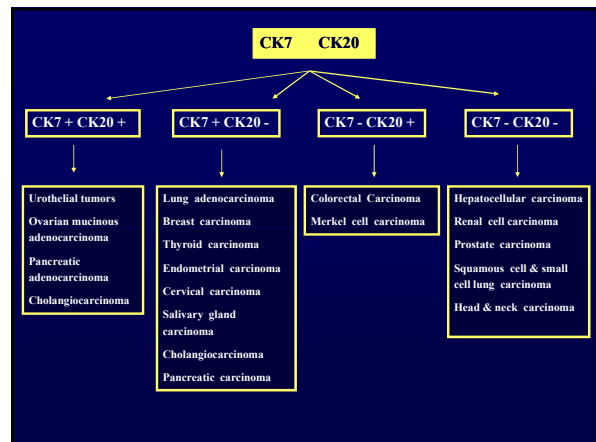 CK7 CK20
CK7 + CK20 +
CK7 + CK20 -
CK7 - CK20 +
CK7 - CK20 -
Urothelial tumors
Ovarian mucinous
adenocarcinoma
Pancreatic
adenocarcinoma
Cholangiocarcinoma
Lung adenocarcinoma
Breast carcinoma
Thyroid carcinoma
Endometrial carcinoma
Cervical carcinoma
Salivary gland
carcinoma
Cholangiocarcinoma
Pancreatic carcinoma
Colorectal Carcinoma
Merkel cell carcinoma
Hepatocellular carcinoma
Renal cell carcinoma
Prostate carcinoma
Squamous cell & small
cell lung carcinoma
Head & neck carcinoma